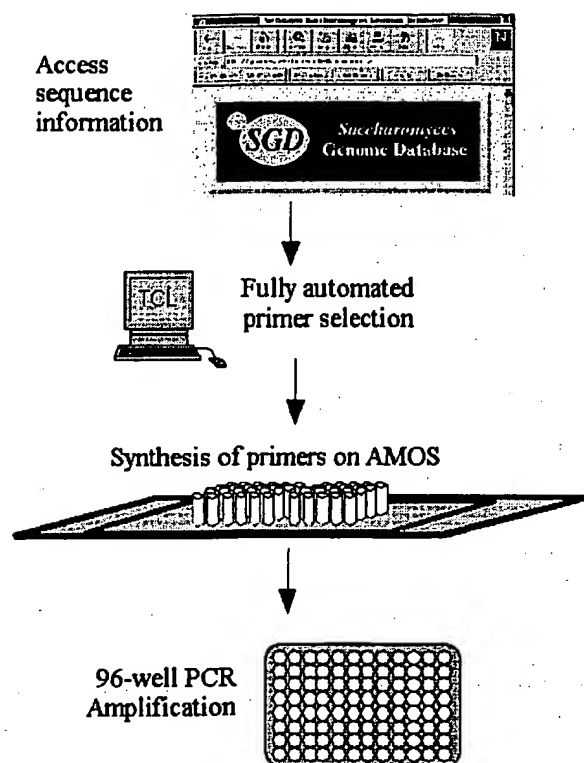 Access
sequence
information
SGD
Saccharomyces
Genome Database
TCL
Fully automated
primer selection
Synthesis of primers on AMOS
96-well PCR
Amplification